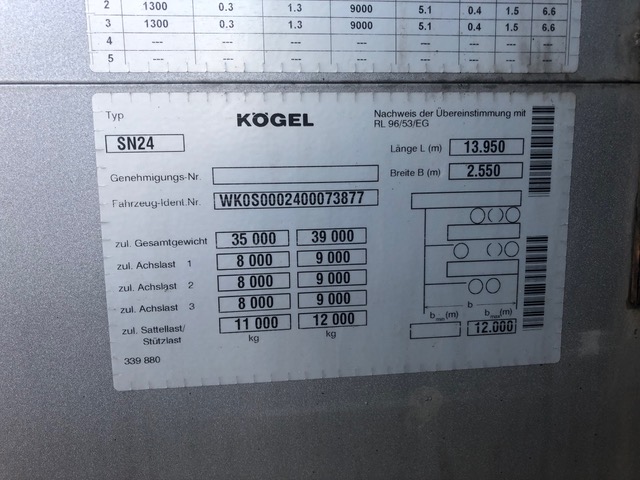 2 1300 0.3 1.3 9000 5.1 0.4 1.5 6.6
3 1300 0.3 1.3 9000 5.1 0.4 1.5 6.6
4 --- --- --- --- --- --- --- ---
5 --- --- --- --- --- --- --- ---
Typ
KÖGEL
Nachweis der Übereinstimmung mit
RL 96/53/EG
SN24
Länge L (m) 13.950
Genehmigungs-Nr.
Breite B (m) 2.550
Fahrzeug-Ident.Nr. WK0S0002400073877
zul. Gesamtgewicht 35 000 39 000
zul. Achslast 1 8 000 9 000
zul. Achslast 2 8 000 9 000
zul. Achslast 3 8 000 9 000
zul. Sattellast/
Stützlast
11 000 12 000
kg kg
b
bmin(m) bmax(m)
12.000
339 880